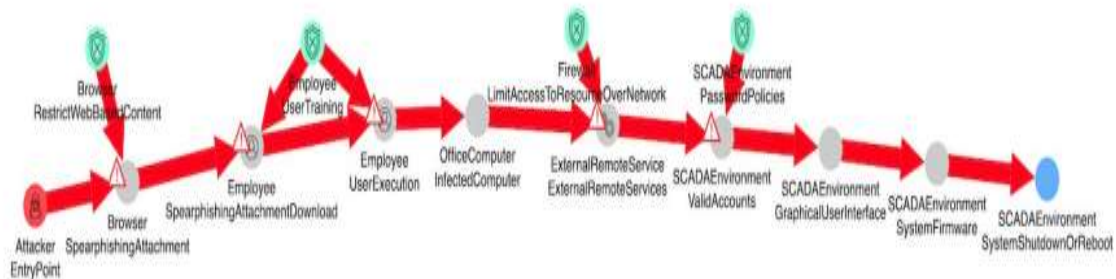 Browser
RestrictWebBasedContent
Employee
UserTraining
Firewall
LimitAccessToResourceOverNetwork
SCADAEnvironment
PasswordPolicies
Attacker
EntryPoint
Browser
SpearphishingAttachment
Employee
SpearphishingAttachmentDownload
Employee
UserExecution
OfficeComputer
InfectedComputer
ExternalRemoteService
ExternalRemoteServices
SCADAEnvironment
ValidAccounts
SCADAEnvironment
GraphicalUserInterface
SCADAEnvironment
SystemFirmware
SCADAEnvironment
SystemShutdownOrReboot